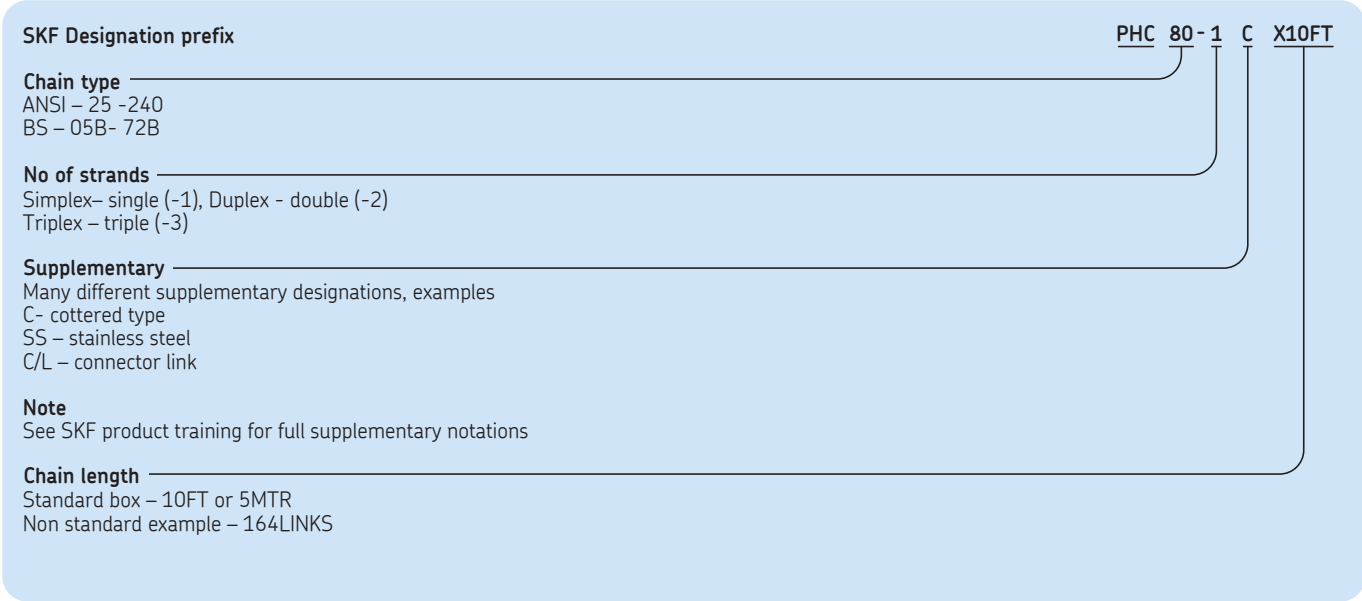 SKF Designation prefix PHC 80 - 1 C X10FT
Chain type
ANSI – 25 -240
BS – 05B- 72B
No of strands
Simplex– single (-1), Duplex - double (-2)
Triplex – triple (-3)
Supplementary
Many different supplementary designations, examples
C- cottered type
SS – stainless steel
C/L – connector link
Note
See SKF product training for full supplementary notations
Chain length
Standard box – 10FT or 5MTR
Non standard example – 164LINKS